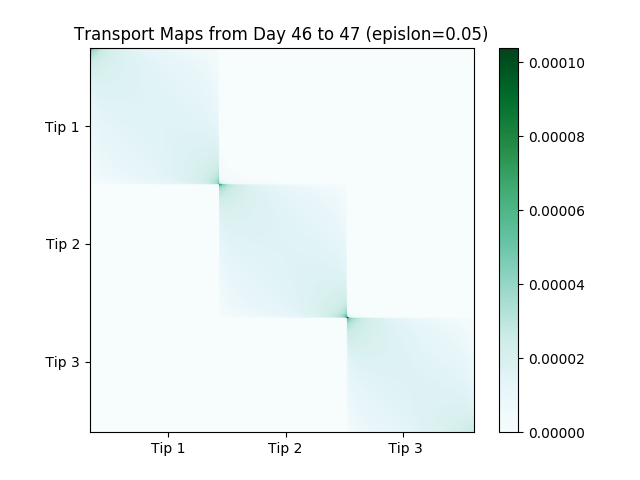 Transport Maps from Day 46 to 47 (epislon=0.05)
Tip 1
Tip 2
Tip 3
Tip 1
Tip 2
Tip 3
0.00010
0.00008
0.00006
0.00004
0.00002
0.00000